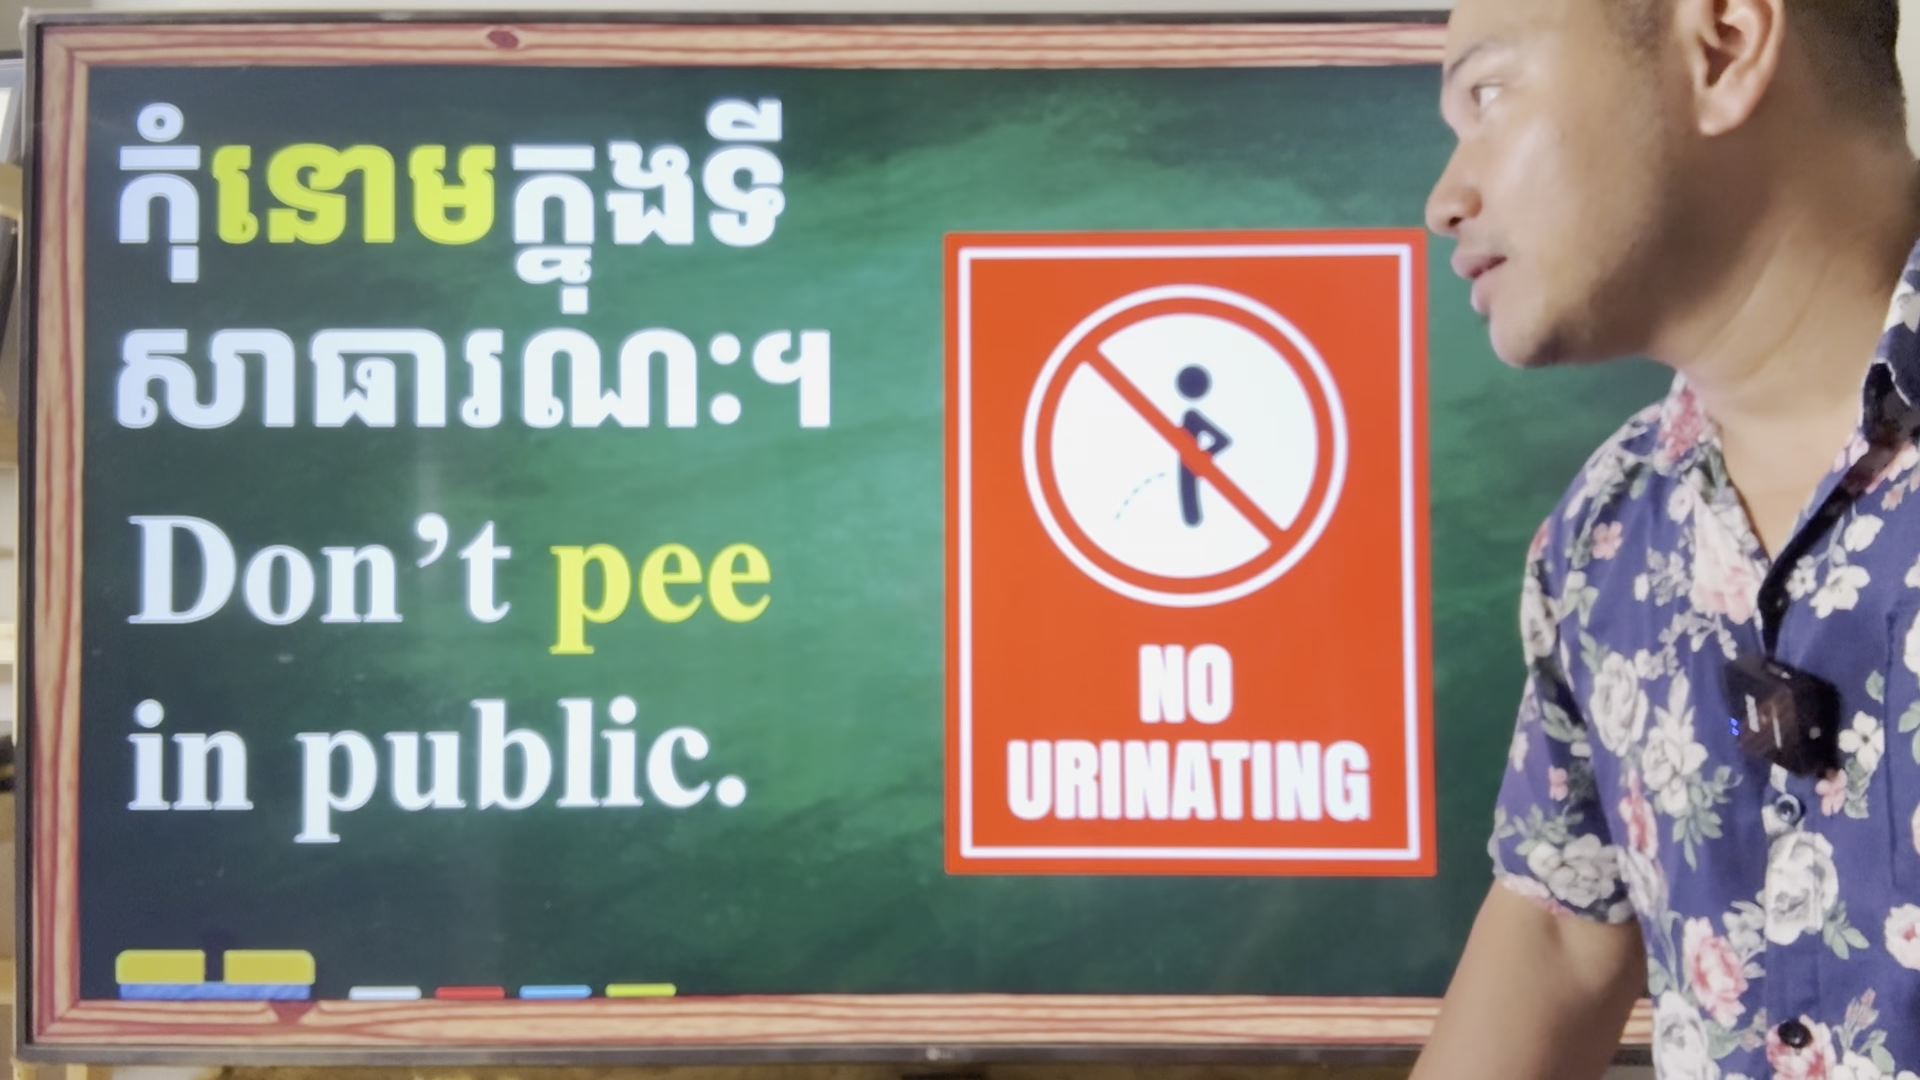 កុំនោមក្នុងទី
សាធារណៈ។
Don’t pee
in public.
NO
URINATING